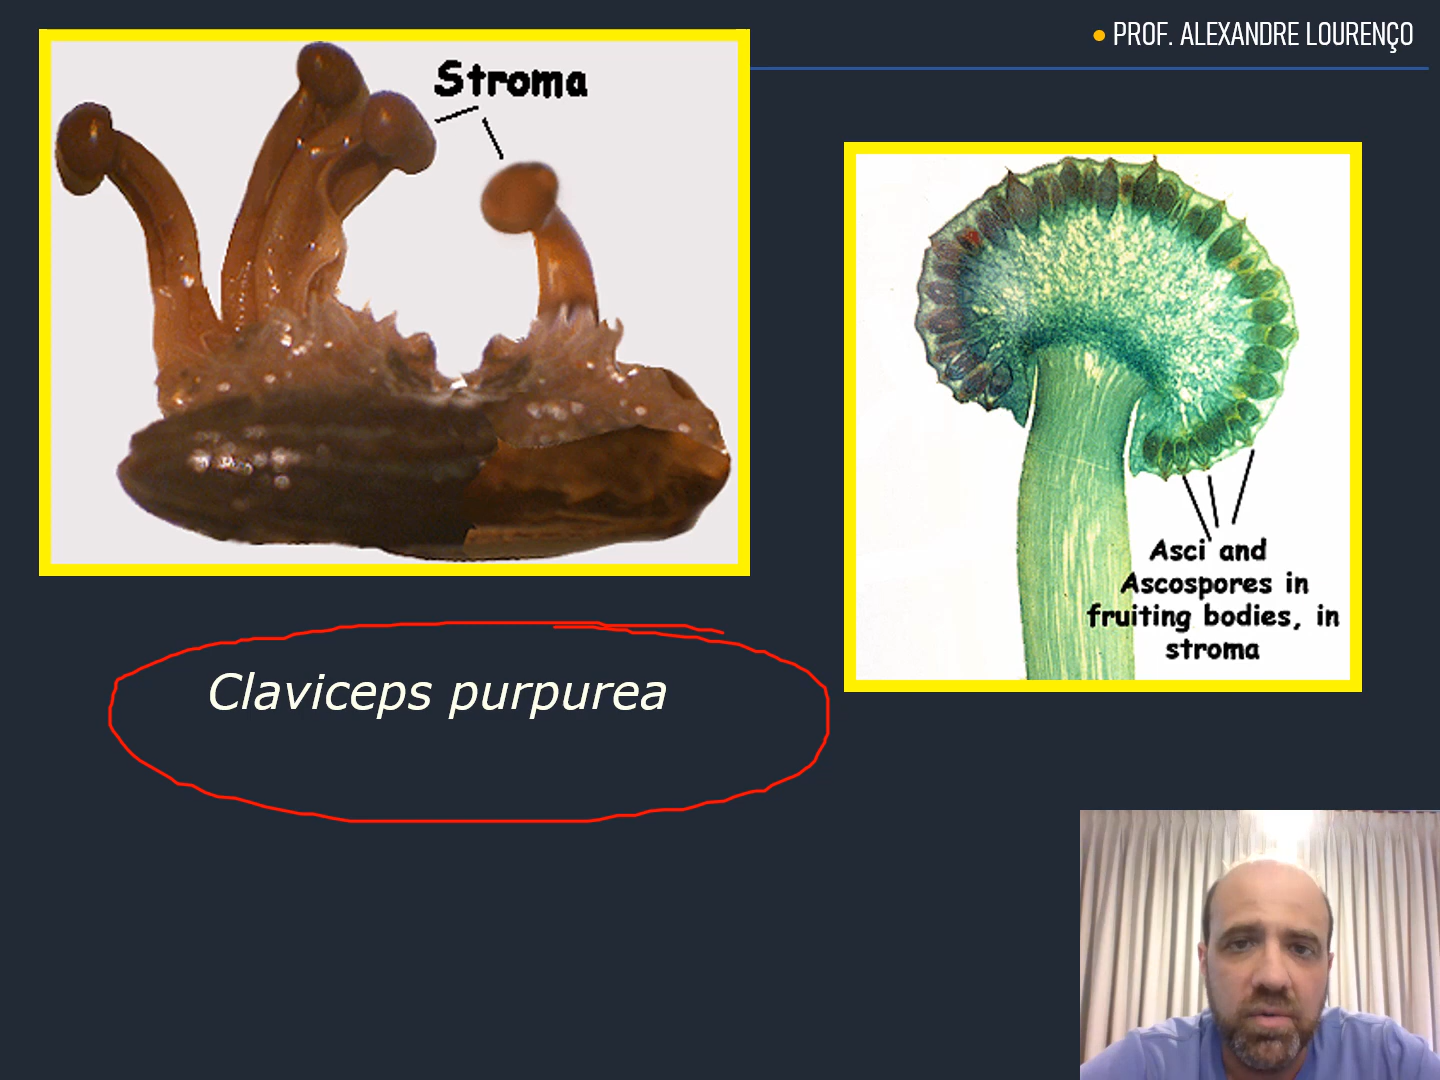 PROF. ALEXANDRE LOURENÇO
Stroma
Asci and
Ascospores in
fruiting bodies, in
stroma
Claviceps purpurea